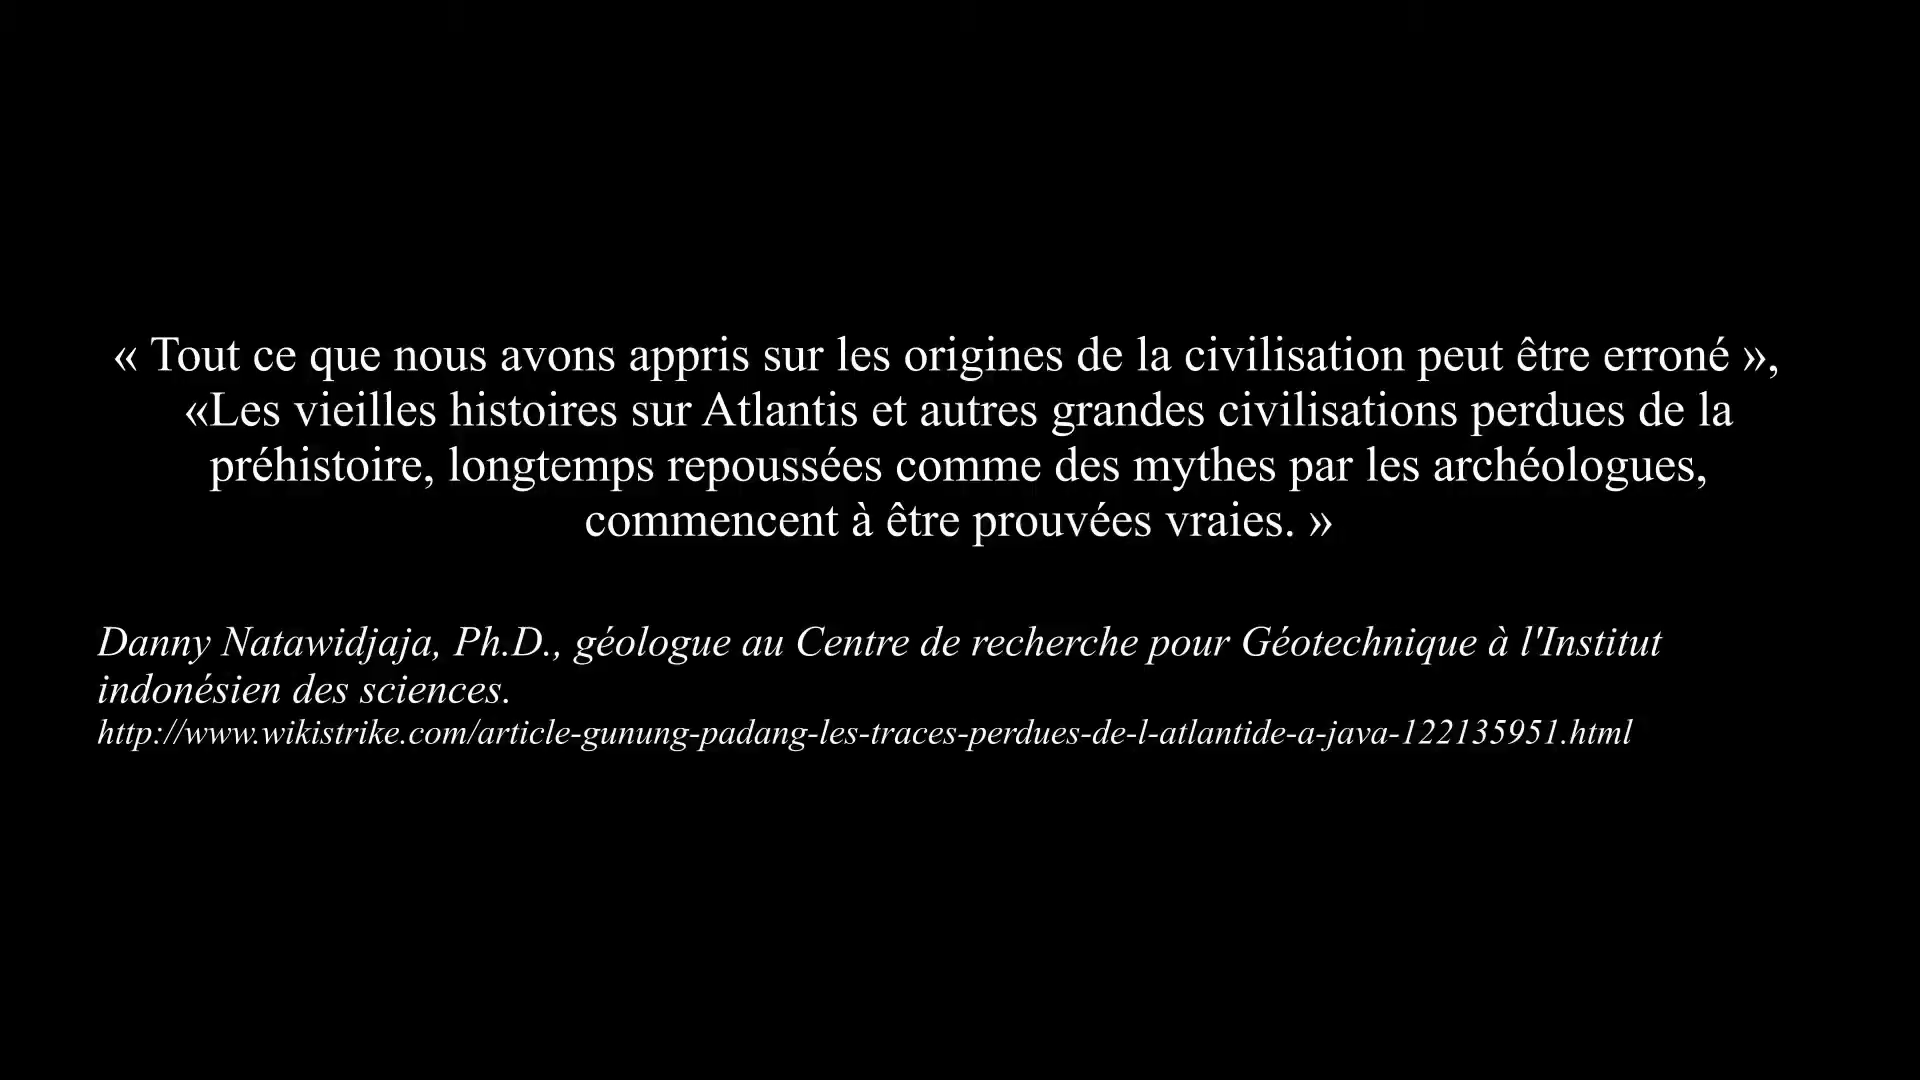 « Tout ce que nous avons appris sur les origines de la civilisation peut être erroné »,
«Les vieilles histoires sur Atlantis et autres grandes civilisations perdues de la
préhistoire, longtemps repoussées comme des mythes par les archéologues,
commencent à être prouvées vraies. »
Danny Natawidjaja, Ph.D., géologue au Centre de recherche pour Géotechnique à l'Institut
indonésien des sciences.
http://www.wikistrike.com/article-gunung-padang-les-traces-perdues-de-l-atlantide-a-java-122135951.html